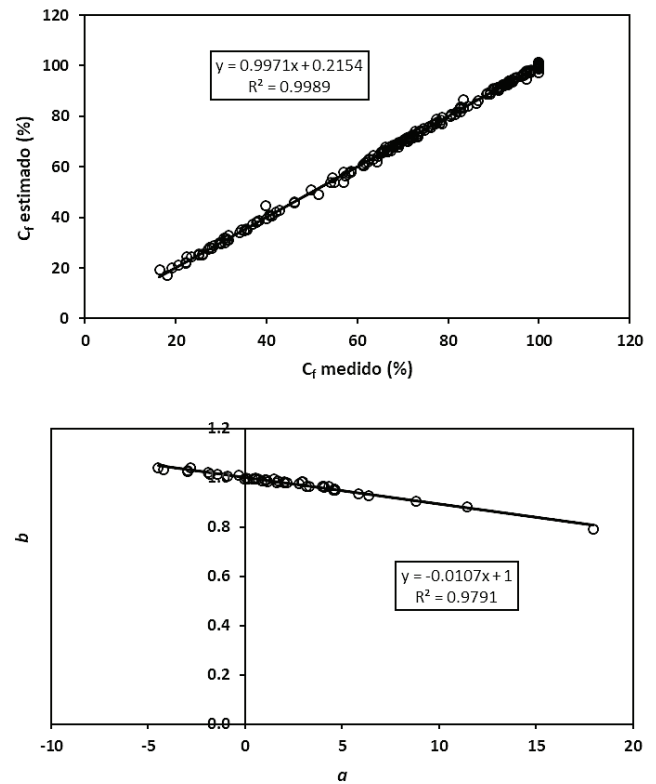 120
100
80
60
40
20
0
Cf estimado (%)
y = 0.9971x + 0.2154
R² = 0.9989
0 20 40 60 80 100 120
Cf medido (%)
1.2
1.0
0.8
0.6
0.4
0.2
0.0
b
y = -0.0107x + 1
R² = 0.9791
-10 -5 0 5 10 15 20
a